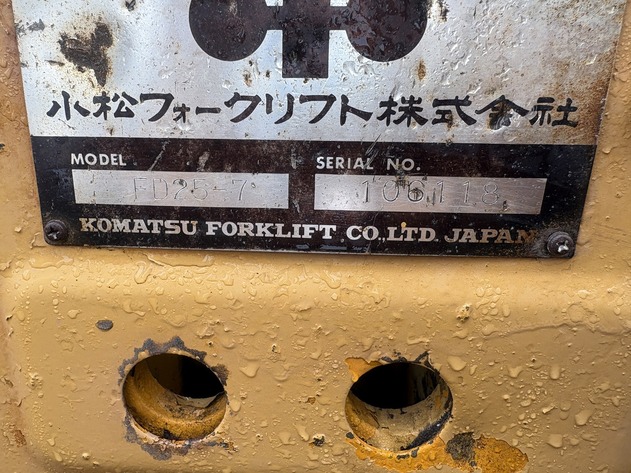 小松フォークリフト株式会社
MODEL SERIAL NO.
FD25-7 106118
KOMATSU FORKLIFT CO.,LTD. JAPAN